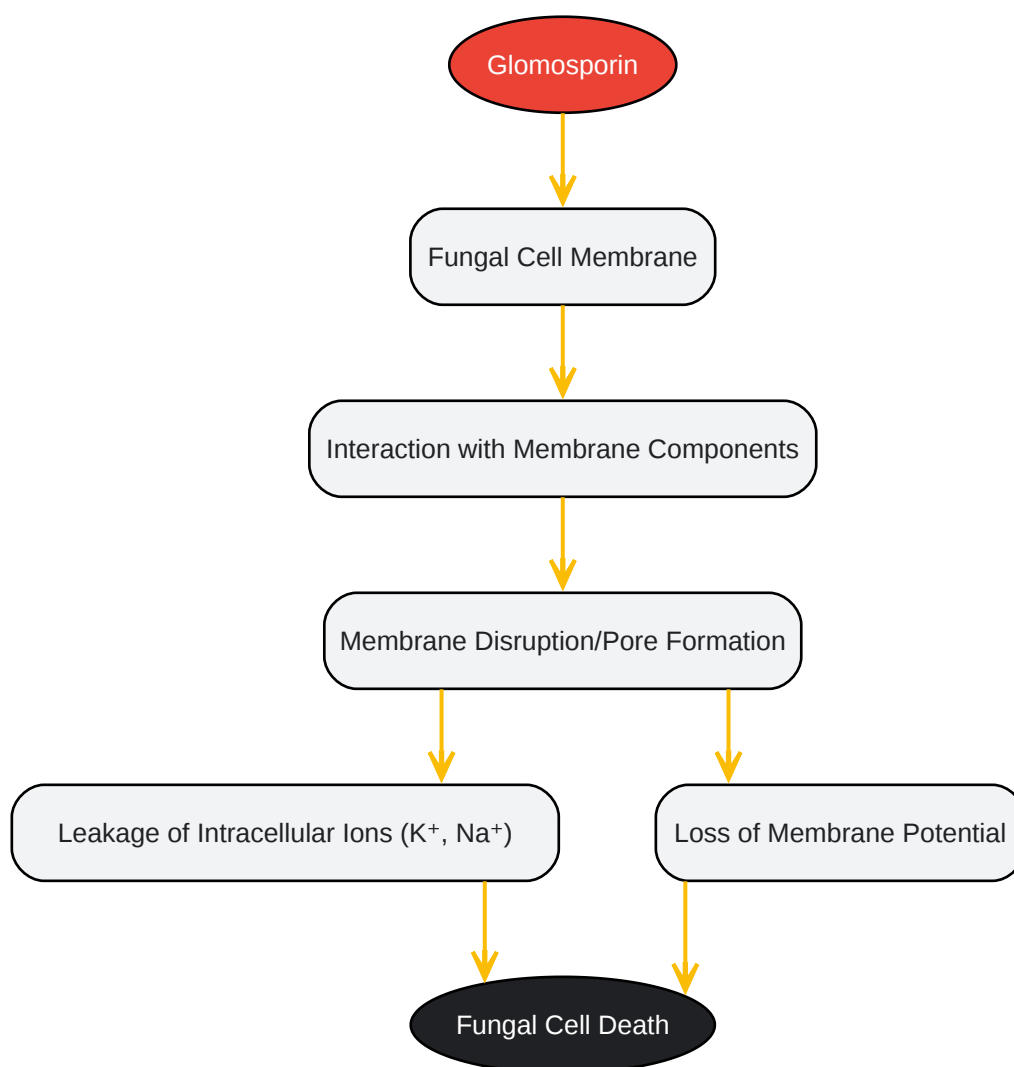 Glomosporin
Fungal Cell Membrane
Interaction with Membrane Components
Membrane Disruption/Pore Formation
Leakage of Intracellular Ions (K⁺, Na⁺)
Loss of Membrane Potential
Fungal Cell Death